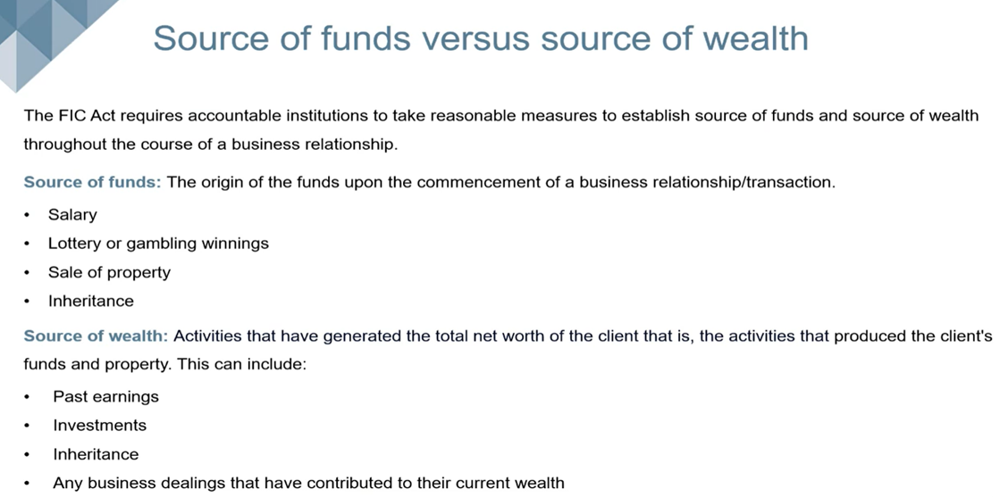 Source of funds versus source of wealth
The FIC Act requires accountable institutions to take reasonable measures to establish source of funds and source of wealth
throughout the course of a business relationship.
Source of funds: The origin of the funds upon the commencement of a business relationship/transaction.
• Salary
• Lottery or gambling winnings
• Sale of property
• Inheritance
Source of wealth: Activities that have generated the total net worth of the client that is, the activities that produced the client's
funds and property. This can include:
• Past earnings
• Investments
• Inheritance
• Any business dealings that have contributed to their current wealth